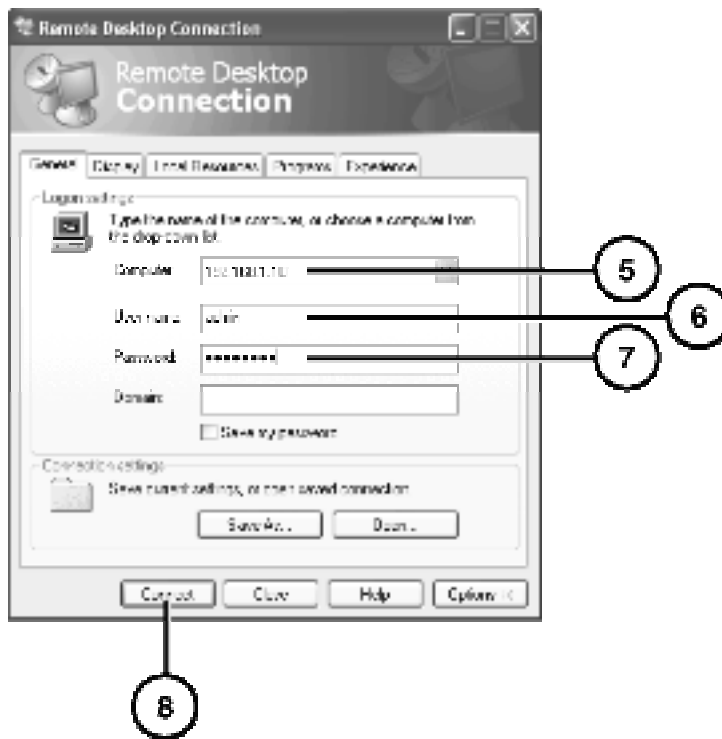 Remote Desktop Connection
Remote Desktop
Connection
General Display Local Resources Programs Experience
Logon settings
Type the name of the computer, or choose a computer from
the drop-down list.
Computer:
5
User name: admin
6
Password: ••••••••
7
Domain:
Save my password
Connection settings
Save current settings, or open saved connection.
Save As... Open...
Connect Close Help Options <<
8